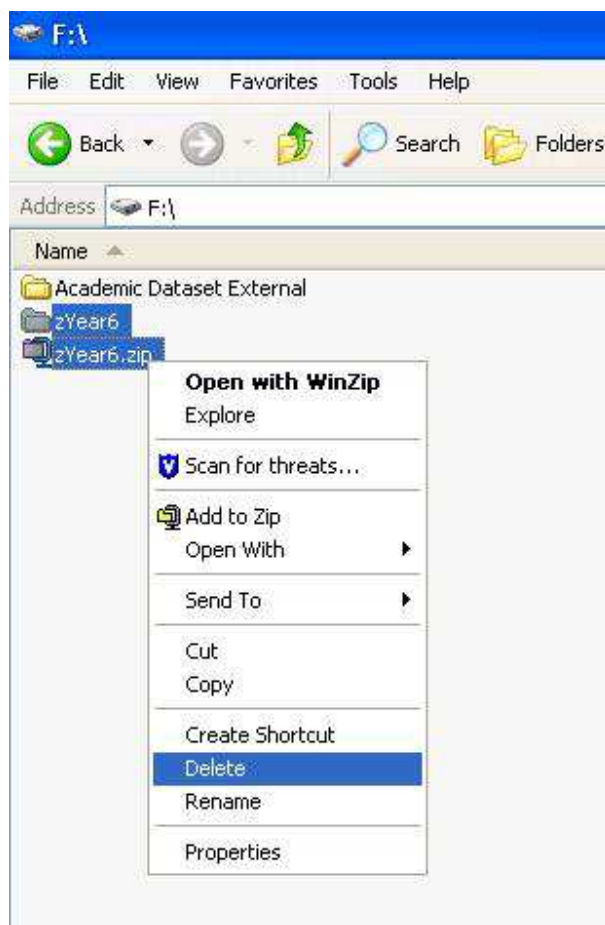 F:\
File Edit View Favorites Tools Help
Back Search Folders
Address F:\
Name
Academic Dataset External
zYear6
zYear6.zip
Open with WinZip
Explore
Scan for threats...
Add to Zip
Open With
Send To
Cut
Copy
Create Shortcut
Delete
Rename
Properties